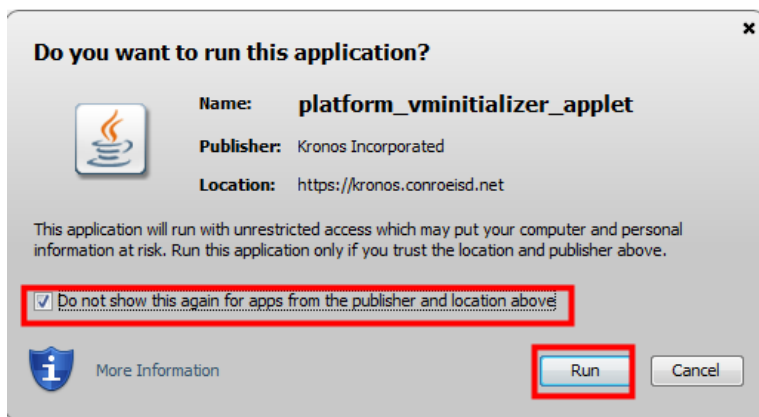 Do you want to run this application?
Name: platform_vminitializer_applet
Publisher: Kronos Incorporated
Location: https://kronos.conroeisd.net
This application will run with unrestricted access which may put your computer and personal
information at risk. Run this application only if you trust the location and publisher above.
Do not show this again for apps from the publisher and location above
More Information
Run
Cancel